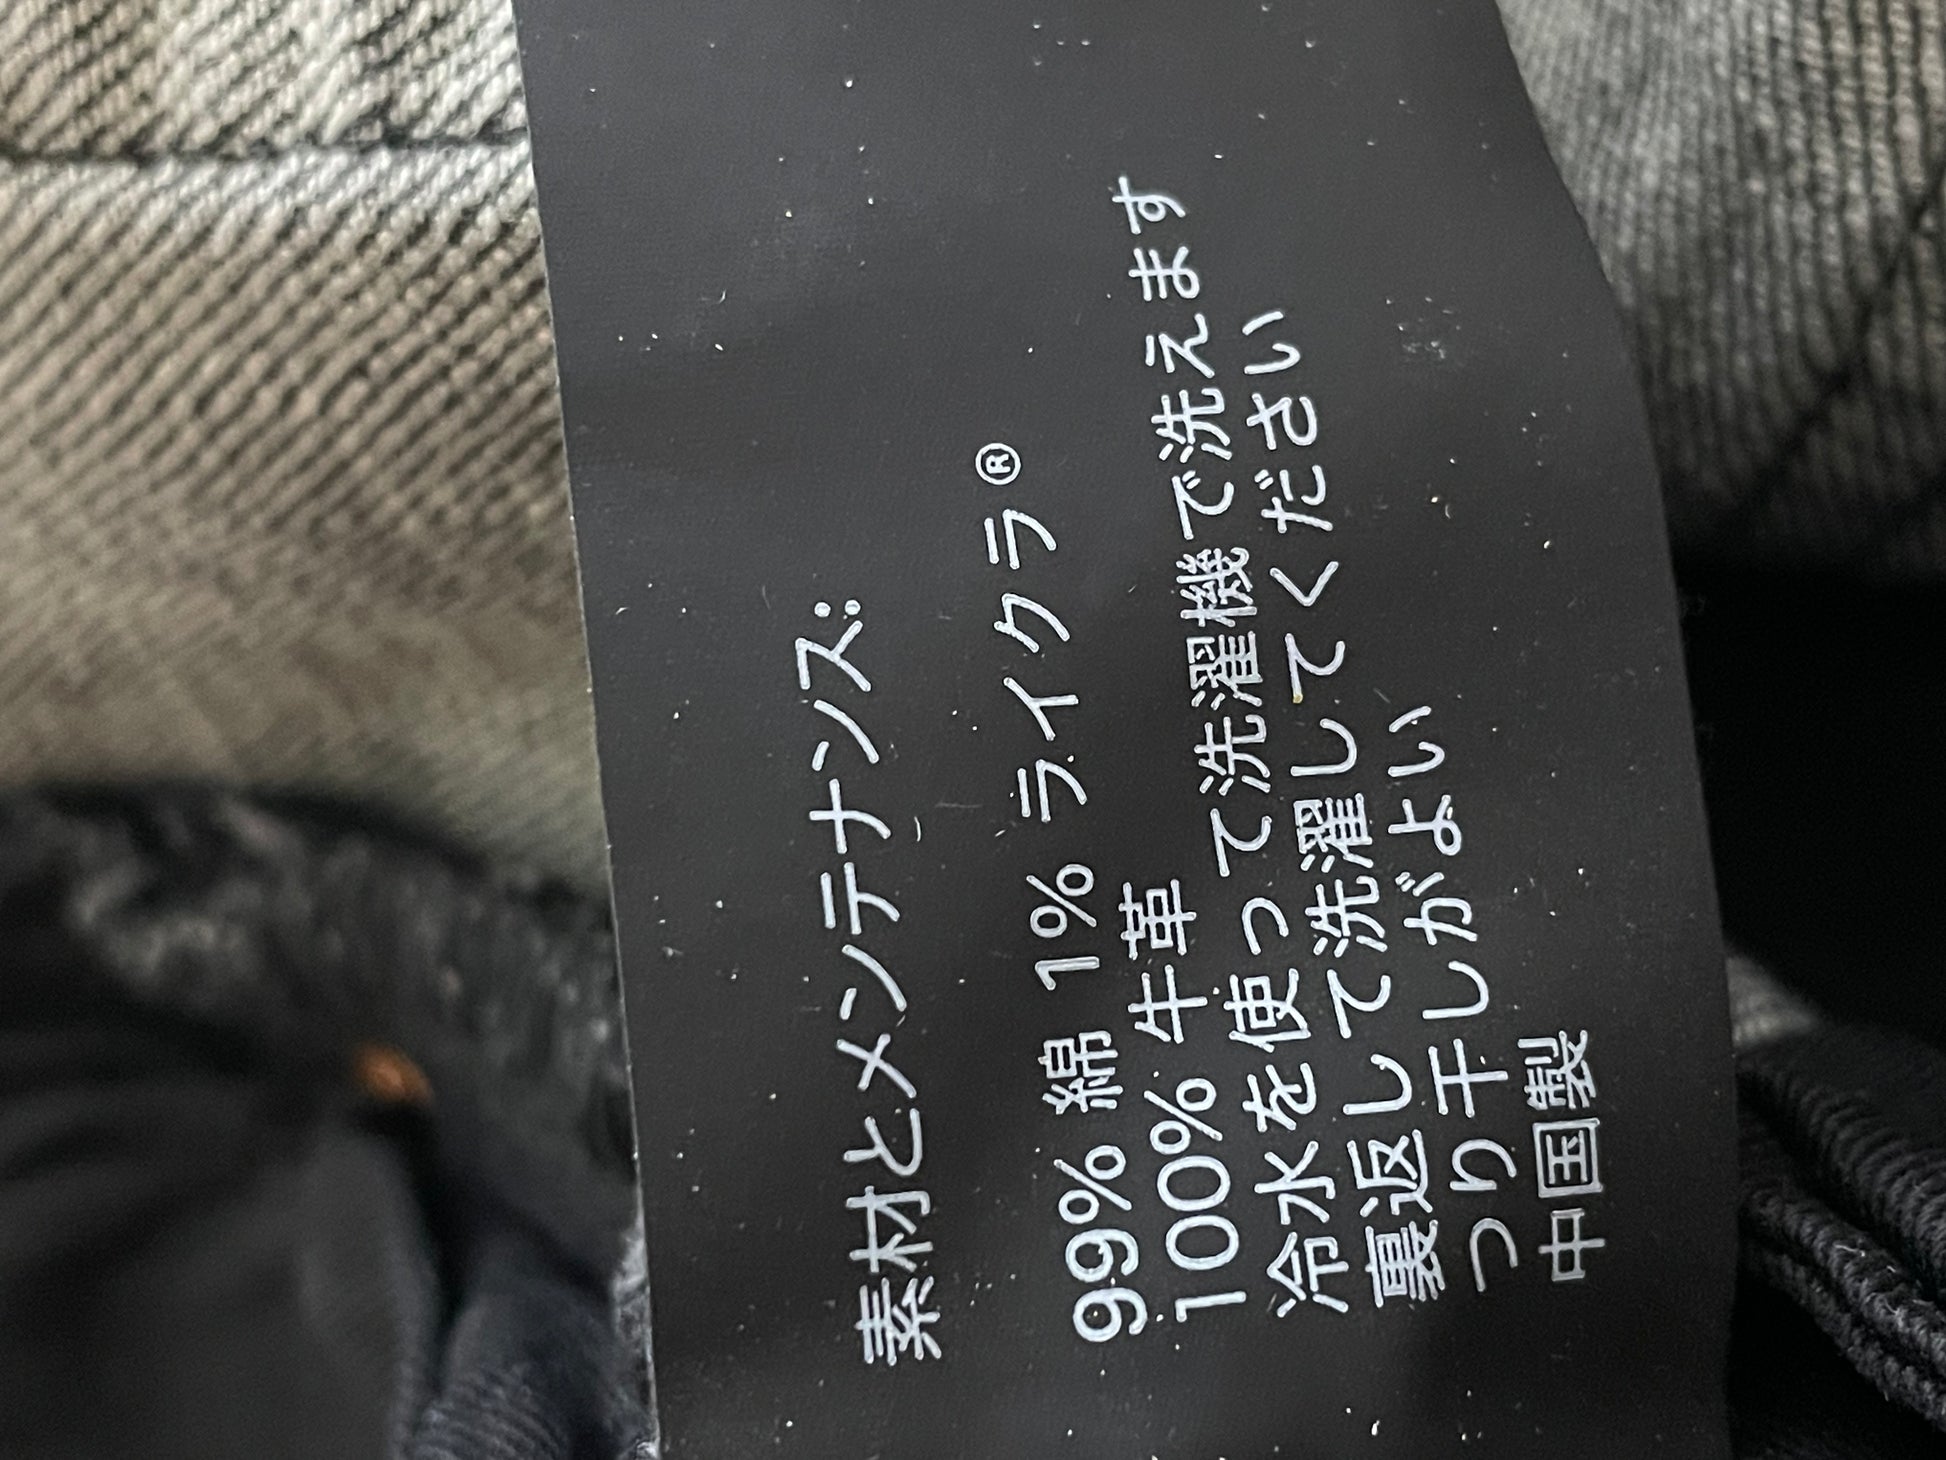 素材とメンテナンス:
99% 綿 1% ライクラ®
100% 牛革
冷水を使って洗濯機で洗えます
裏返して洗濯してください
つり干しがよい
中国製